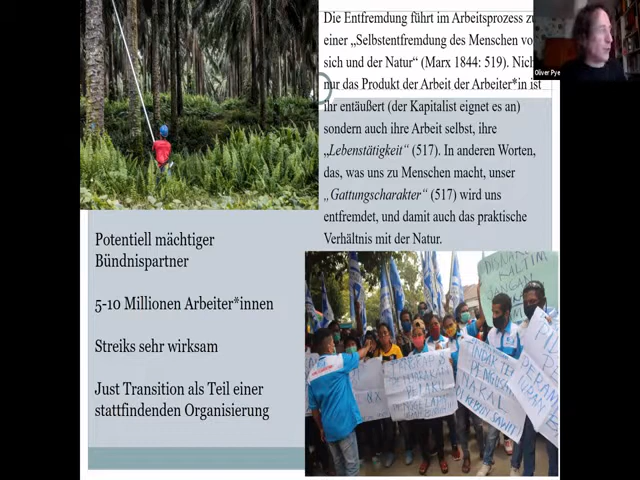 Die Entfremdung führt im Arbeitsprozess zu
einer „Selbstentfremdung des Menschen vo
sich und der Natur“ (Marx 1844: 519). Nich
nur das Produkt der Arbeit der Arbeiter*in ist
ihr entäußert (der Kapitalist eignet es an)
sondern auch ihre Arbeit selbst, ihre
„Lebenstätigkeit“ (517). In anderen Worten,
das, was uns zu Menschen macht, unser
„Gattungscharakter“ (517) wird uns
entfremdet, und damit auch das praktische
Verhältnis mit der Natur.
Oliver Pye
Potentiell mächtiger
Bündnispartner
5-10 Millionen Arbeiter*innen
Streiks sehr wirksam
Just Transition als Teil einer
stattfindenden Organisierung
KALTIM
JANGAN